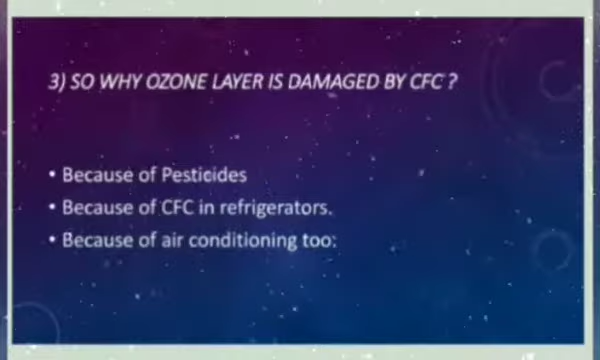 3) SO WHY OZONE LAYER IS DAMAGED BY CFC ?
• Because of Pesticides
• Because of CFC in refrigerators.
• Because of air conditioning too: